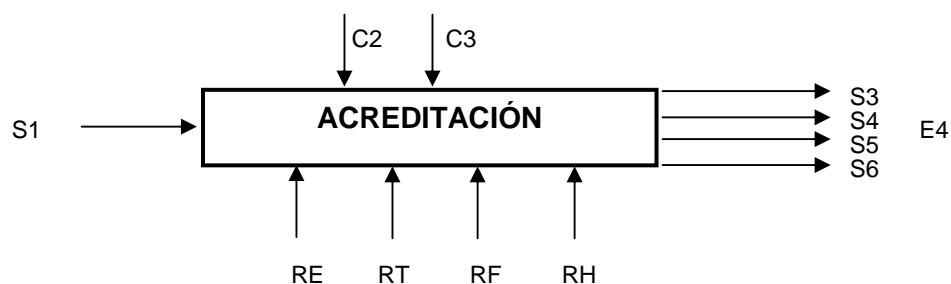 C2 C3
S3
ACREDITACIÓN
S4
S1 E4
S5
S6
RE RT RF RH